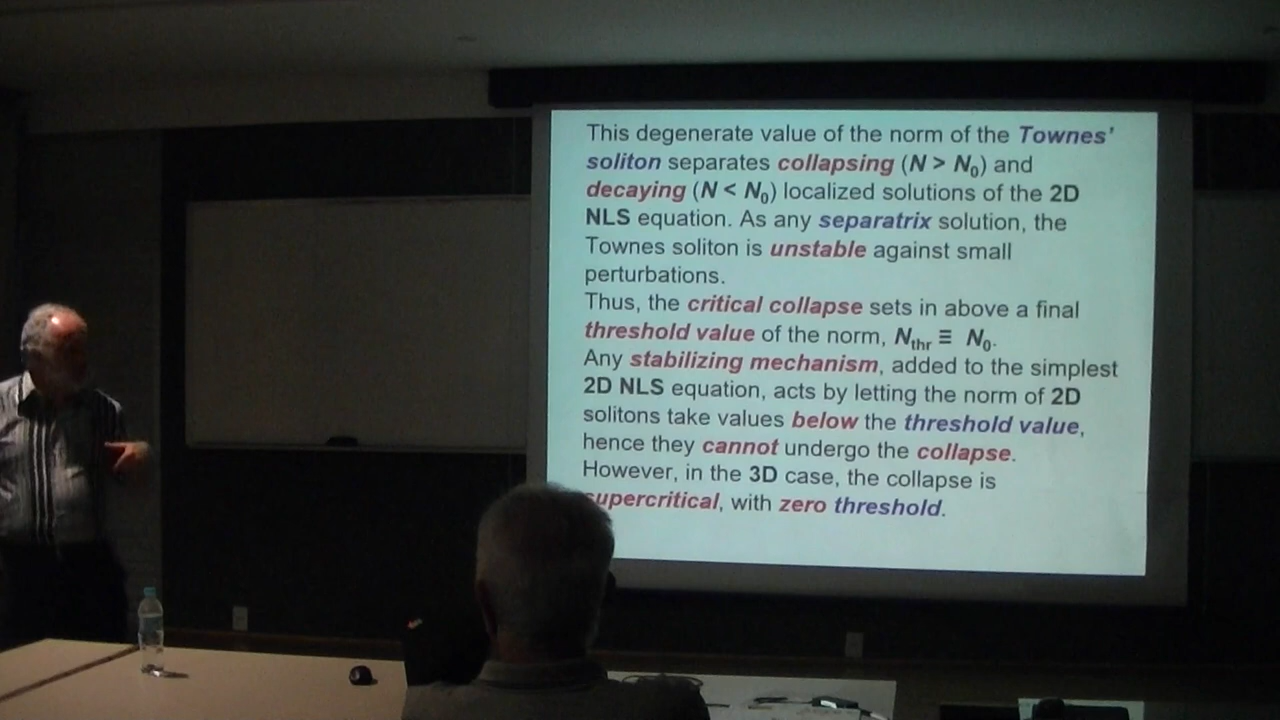 This degenerate value of the norm of the Townes'
soliton separates collapsing (N > N₀) and
decaying (N < N₀) localized solutions of the 2D
NLS equation. As any separatrix solution, the
Townes soliton is unstable against small
perturbations.
Thus, the critical collapse sets in above a final
threshold value of the norm, Nₜₕᵣ ≡ N₀.
Any stabilizing mechanism, added to the simplest
2D NLS equation, acts by letting the norm of 2D
solitons take values below the threshold value,
hence they cannot undergo the collapse.
However, in the 3D case, the collapse is
supercritical, with zero threshold.